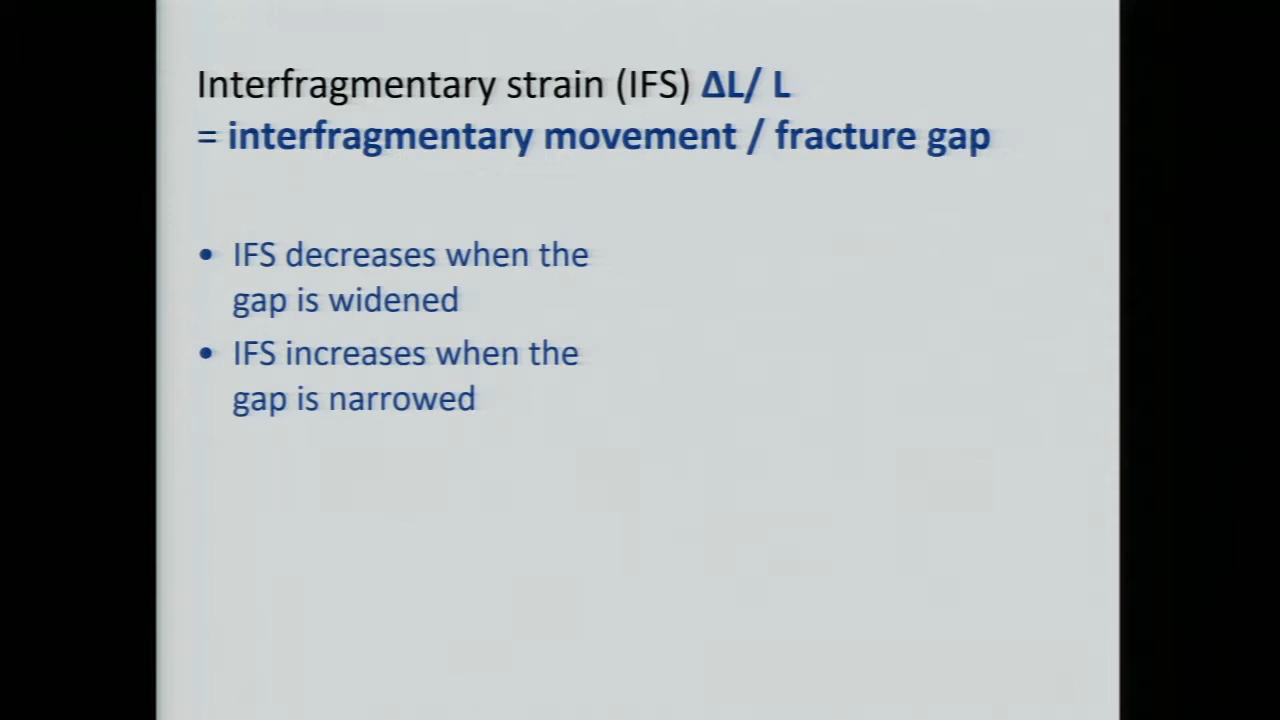 Interfragmentary strain (IFS) ΔL/ L
= interfragmentary movement / fracture gap
• IFS decreases when the
gap is widened
• IFS increases when the
gap is narrowed